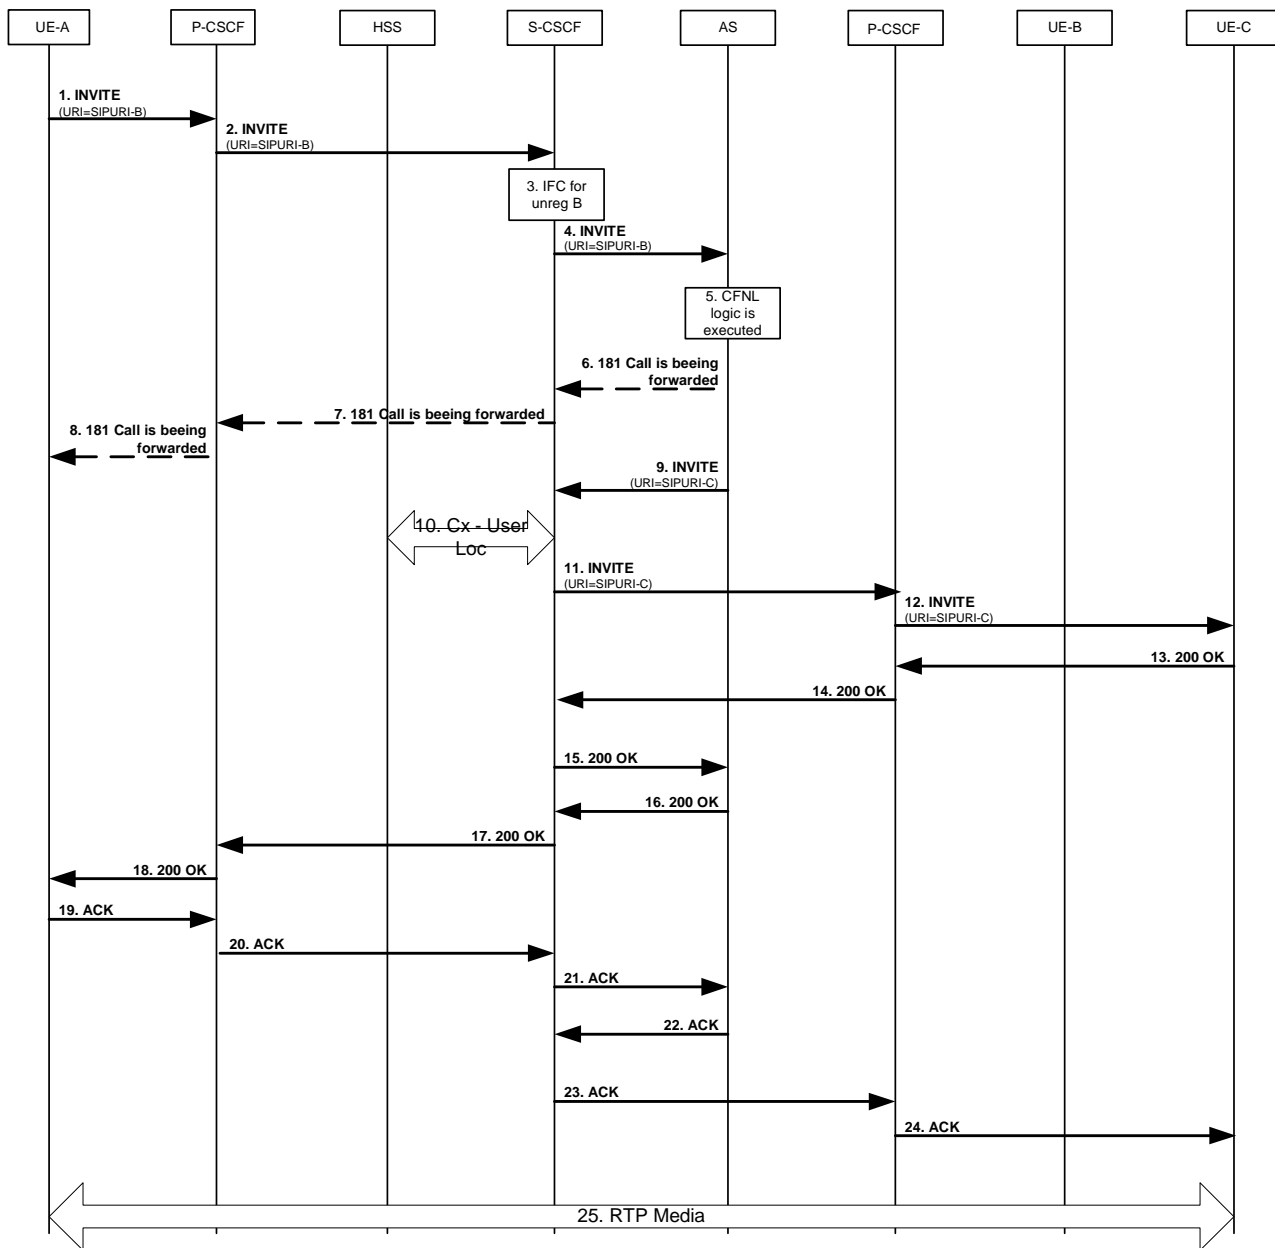 UE-A
P-CSCF
HSS
S-CSCF
AS
P-CSCF
UE-B
UE-C
1. INVITE
(URI=SIPURI-B)
2. INVITE
(URI=SIPURI-B)
3. IFC for
unreg B
4. INVITE
(URI=SIPURI-B)
5. CFNL
logic is
executed
6. 181 Call is beeing
forwarded
7. 181 Call is beeing forwarded
8. 181 Call is beeing
forwarded
9. INVITE
(URI=SIPURI-C)
10. Cx - User
Loc
11. INVITE
(URI=SIPURI-C)
12. INVITE
(URI=SIPURI-C)
13. 200 OK
14. 200 OK
15. 200 OK
16. 200 OK
17. 200 OK
18. 200 OK
19. ACK
20. ACK
21. ACK
22. ACK
23. ACK
24. ACK
25. RTP Media